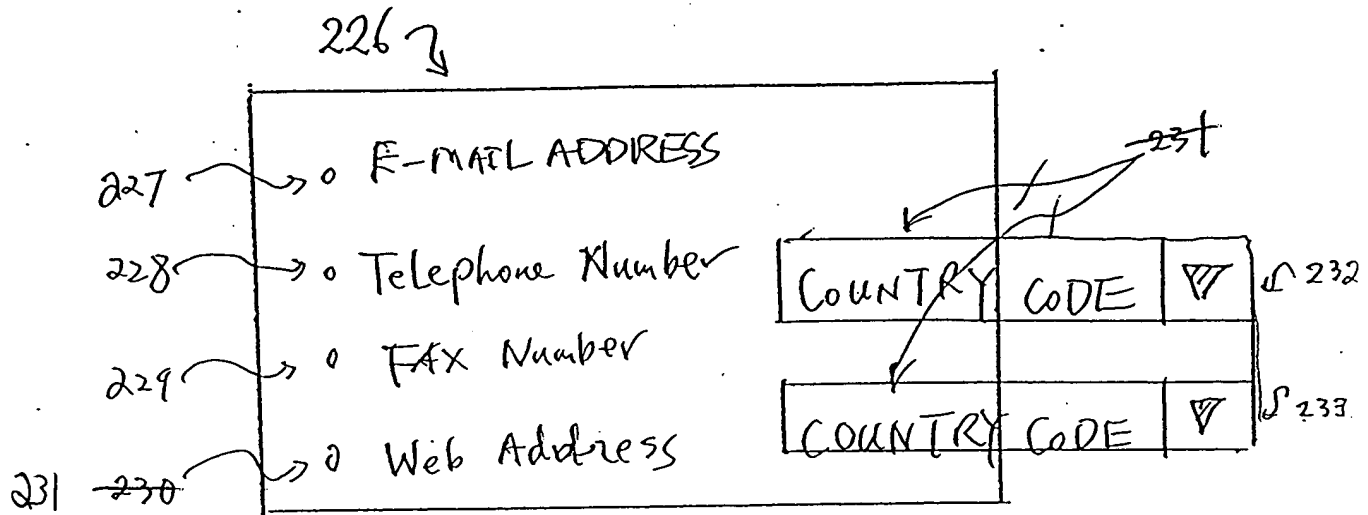 226
227 o E-MAIL ADDRESS 231
228 o Telephone Number COUNTRY CODE 232
229 o FAX Number
COUNTRY CODE 233
231 230 o Web Address